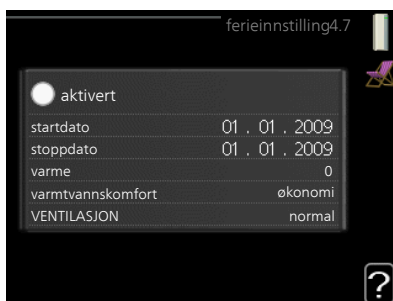 ferieinnstilling4.7
aktivert
startdato 01 . 01 . 2009
stoppdato 01 . 01 . 2009
varme 0
varmtvannskomfort økonomi
VENTILASJON normal
?